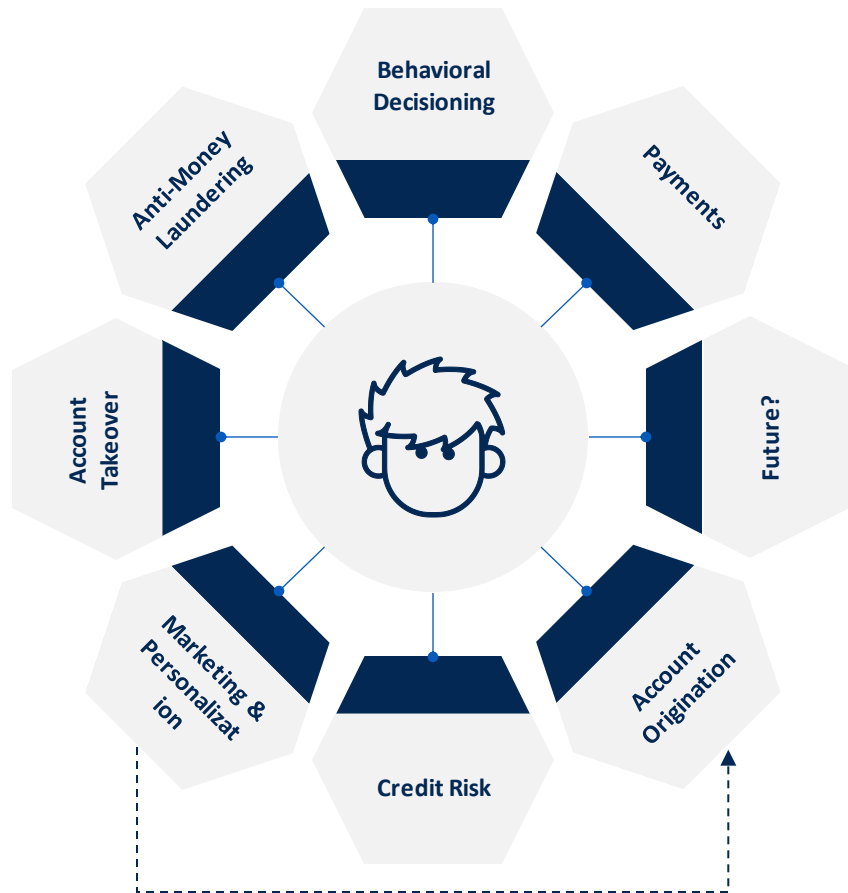 Behavioral
Decisioning
Anti-Money
Laundering
Payments
Account
Takeover
Future?
Marketing &
Personalizat
ion
Account
Origination
Credit Risk